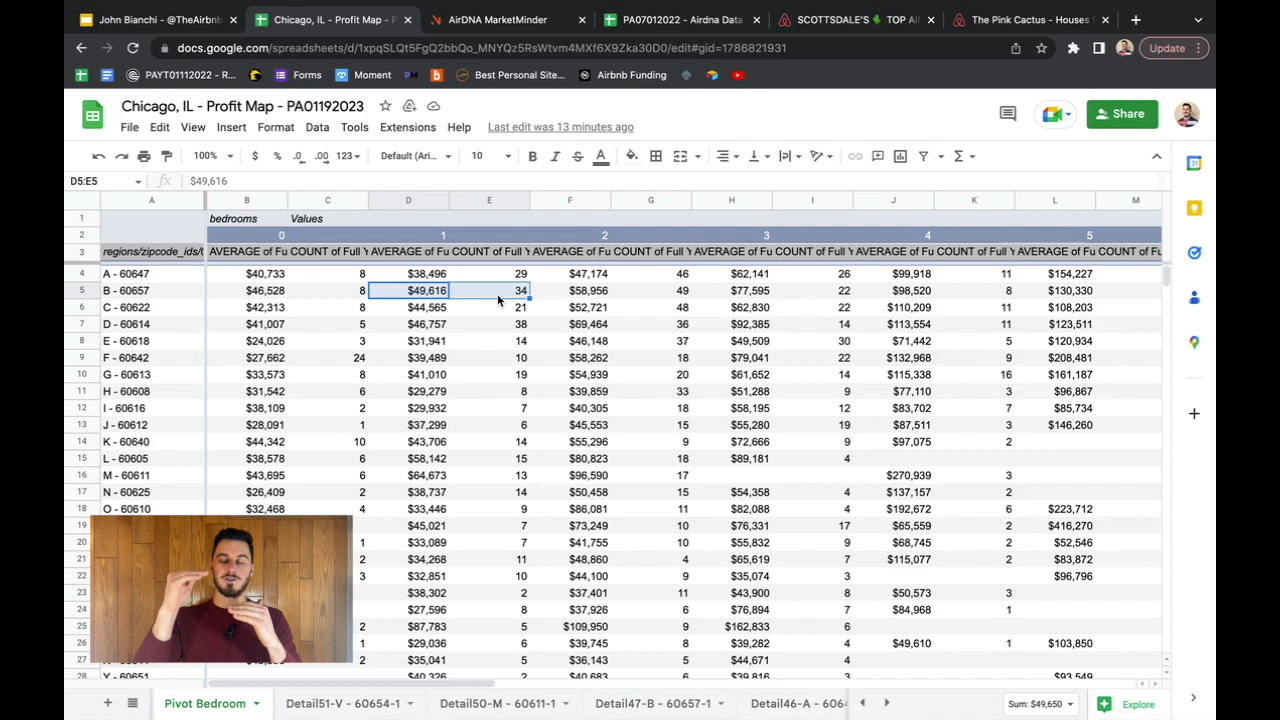 John Bianchi - @TheAirbnb
Chicago, IL - Profit Map - P
AirDNA MarketMinder
PA07012022 - Airdna Data
SCOTTSDALE'S TOP Al
The Pink Cactus - Houses
docs.google.com/spreadsheets/d/1xpqSLQt5FgQ2bbQo_MNYQz5RsWtvm4MXf6X9Zka30D0/edit#gid=1786821931
Update
PAYT01112022 - R...
Forms
Moment
Best Personal Site...
Airbnb Funding
Chicago, IL - Profit Map - PA01192023
File Edit View Insert Format Data Tools Extensions Help Last edit was 13 minutes ago
Share
100% $ % .0 .00 123 Default (Ari... 10 B I S A
D5:E5 fx $49,616
A B C D E F G H I J K L M
1 bedrooms Values
2 0 1 2 3 4 5
3 regions/zipcode_ids/ AVERAGE of Fu COUNT of Full Y AVERAGE of Fu COUNT of Full Y AVERAGE of Fu COUNT of Full Y AVERAGE of Fu COUNT of Full Y AVERAGE of Fu COUNT of Full Y AVERAGE of Fu COUNT of Fu
4 A - 60647 $40,733 8 $38,496 29 $47,174 46 $62,141 26 $99,918 11 $154,227
5 B - 60657 $46,528 8 $49,616 34 $58,956 49 $77,595 22 $98,520 8 $130,330
6 C - 60622 $42,313 8 $44,565 21 $52,721 48 $62,830 22 $110,209 11 $108,203
7 D - 60614 $41,007 5 $46,757 38 $69,464 36 $92,385 14 $113,554 11 $123,511
8 E - 60618 $24,026 3 $31,941 14 $46,148 37 $49,509 30 $71,442 5 $120,934
9 F - 60642 $27,662 24 $39,489 10 $58,262 18 $79,041 22 $132,968 9 $208,481
10 G - 60613 $33,573 8 $41,010 19 $54,939 20 $61,652 14 $115,338 16 $161,187
11 H - 60608 $31,542 6 $29,279 8 $39,859 33 $51,288 9 $77,110 3 $96,867
12 I - 60616 $38,109 2 $29,932 7 $40,305 18 $58,195 12 $83,702 7 $85,734
13 J - 60612 $28,091 1 $37,299 6 $45,553 15 $55,280 19 $87,511 3 $146,260
14 K - 60640 $44,342 10 $43,706 14 $55,296 9 $72,666 9 $97,075 2
15 L - 60605 $38,578 6 $58,142 15 $80,823 18 $89,181 4
16 M - 60611 $43,695 6 $64,673 13 $96,590 17 $270,939 3
17 N - 60625 $26,409 2 $38,737 14 $50,458 15 $54,358 4 $137,157 2
18 O - 60610 $32,468 4 $33,446 9 $86,081 11 $82,088 4 $192,672 6 $223,712
19 $45,021 7 $73,249 10 $76,331 17 $65,559 2 $416,270
20 1 $33,089 7 $41,755 10 $55,832 9 $68,745 2 $52,546
21 2 $34,268 11 $48,860 4 $65,619 7 $115,077 2 $83,872
22 3 $32,851 10 $44,100 9 $35,074 3 $96,796
23 $38,302 2 $37,401 11 $43,900 8 $50,573 3
24 $27,596 8 $37,926 6 $76,894 7 $84,968 1
25 2 $87,783 5 $109,950 9 $162,833 6
26 1 $29,036 6 $39,745 8 $39,282 4 $49,610 1 $103,850
27 2 $35,041 5 $36,143 5 $44,671 4
28 Y - 60651 $40,326 2 $40,683 6 $39,816 3 $93,549
Pivot Bedroom
Detail51-V - 60654-
Detail50-M - 60611-1
Detail47-B - 60657-1
Detail46-A - 6064
Sum: $49,650
Explore